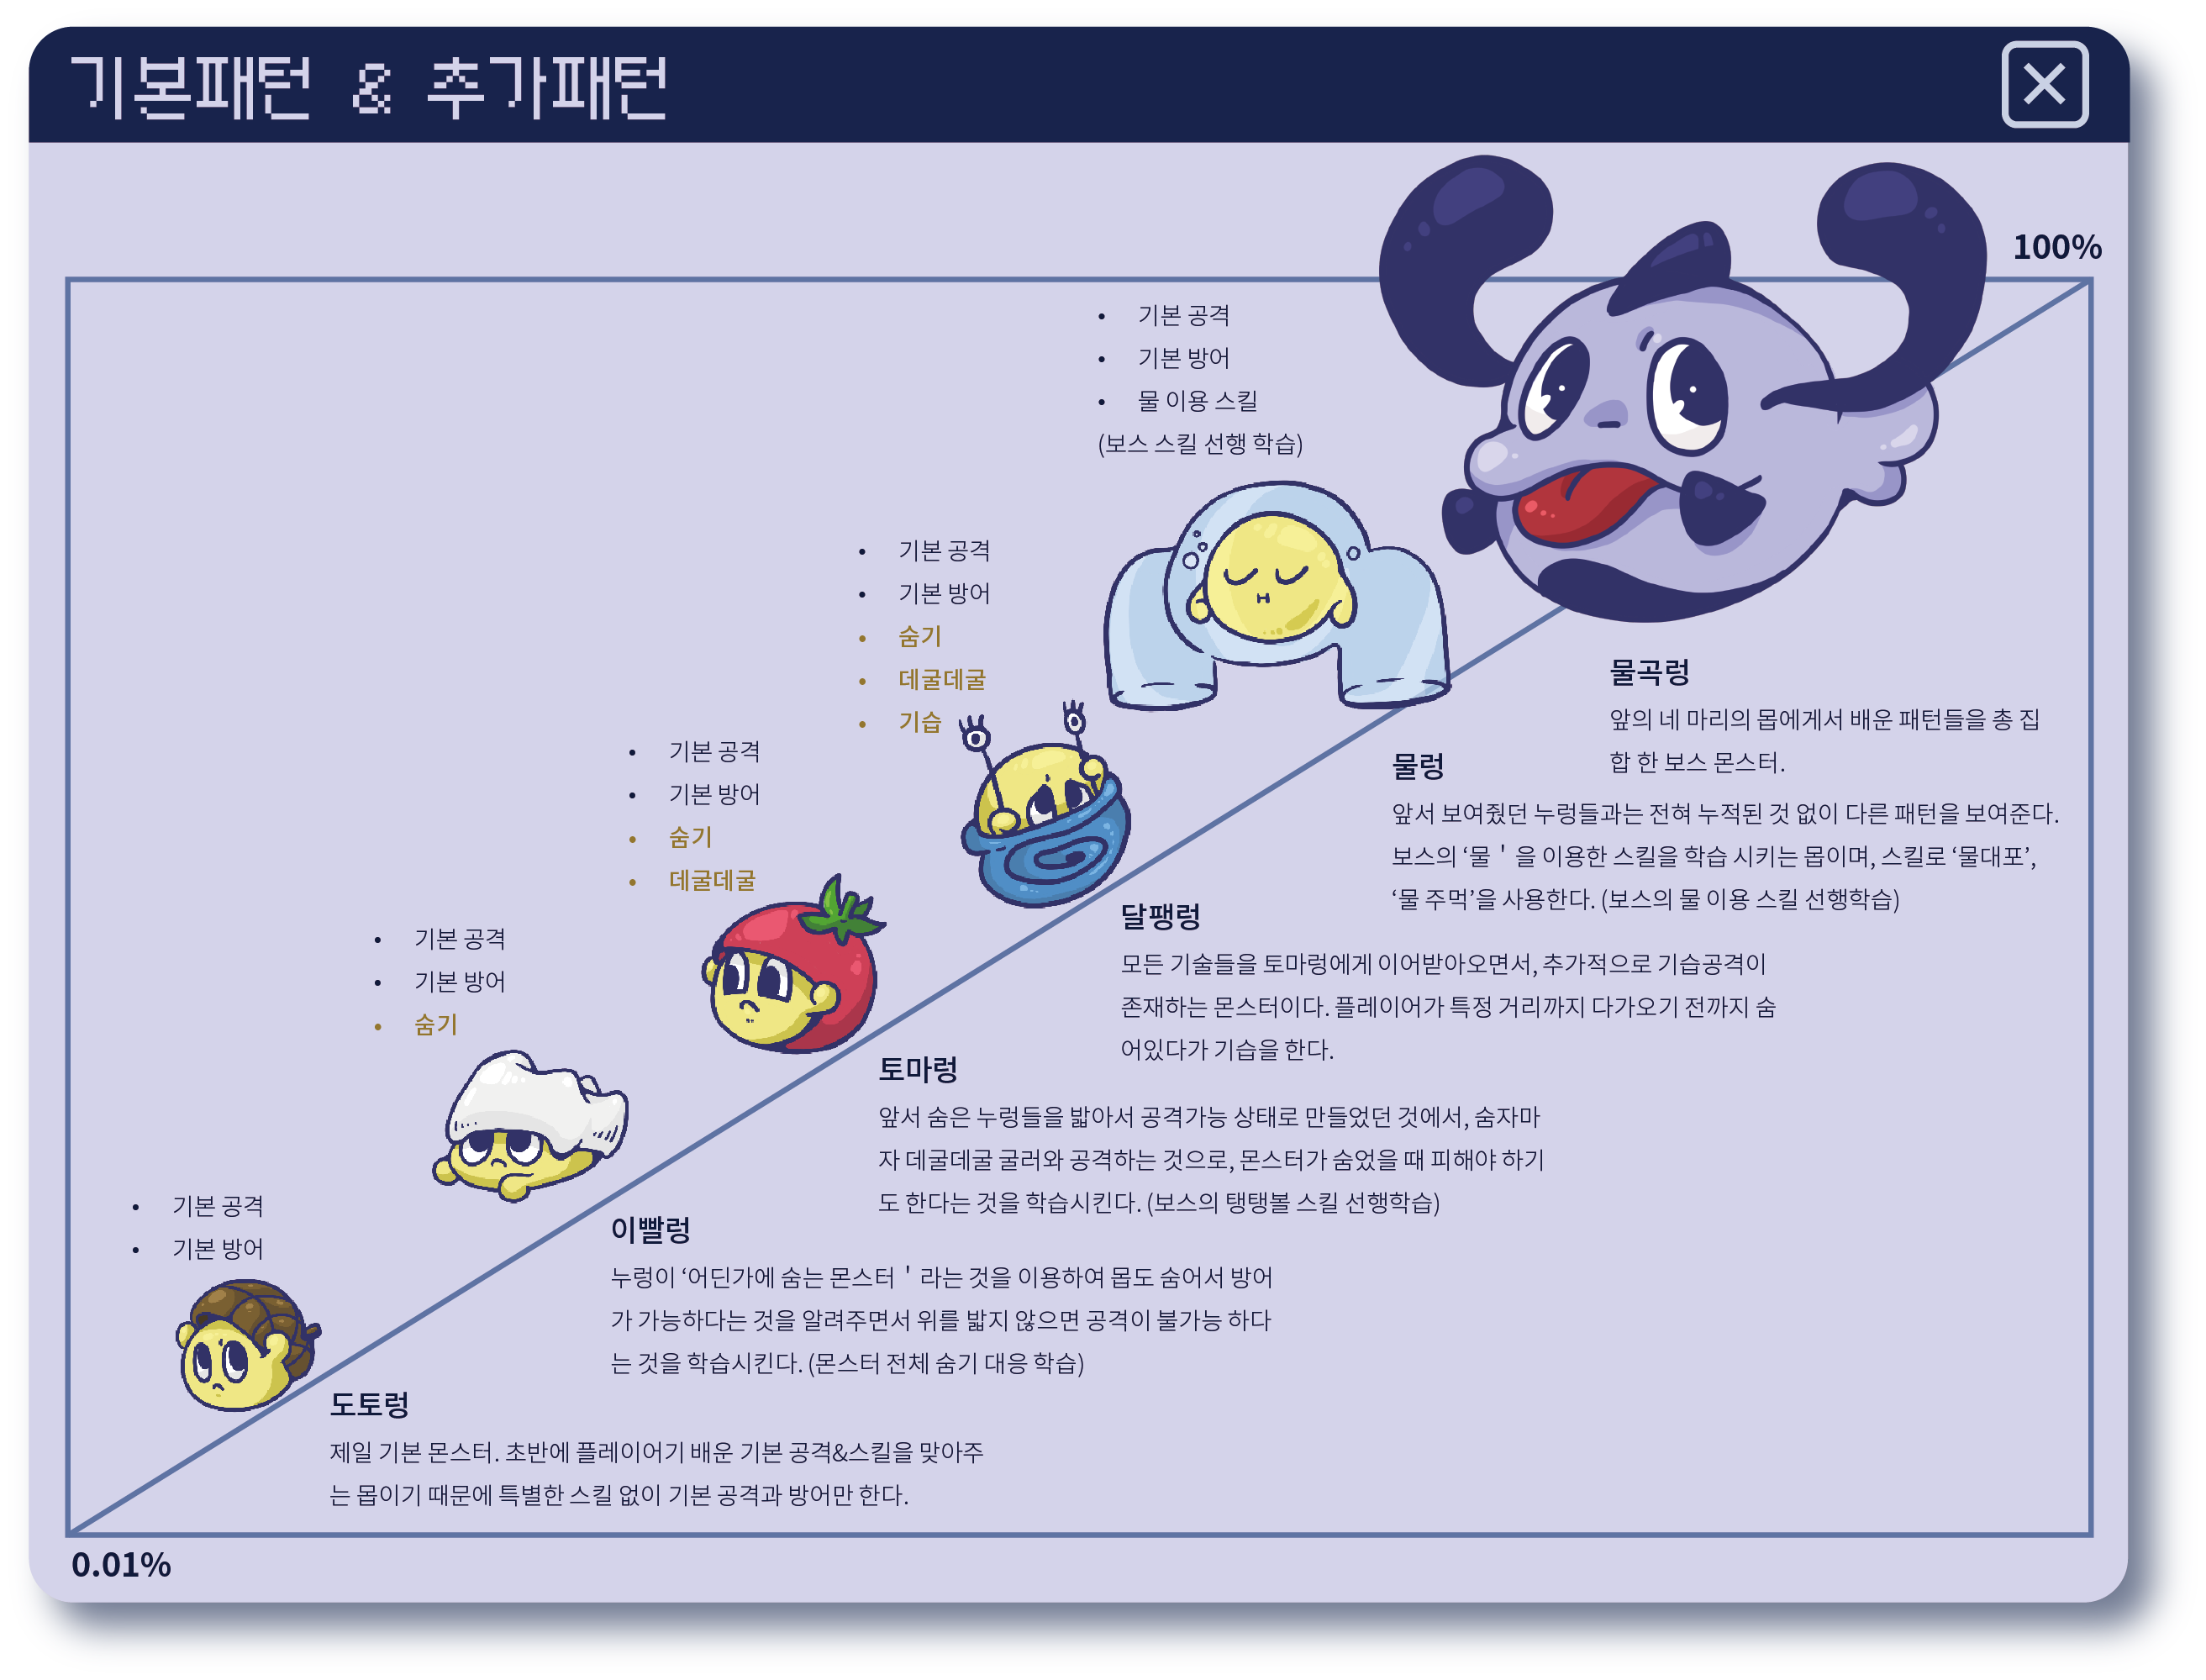 기본패턴 & 추가패턴
100%
• 기본 공격
• 기본 방어
• 물 이용 스킬
(보스 스킬 선행 학습)
• 기본 공격
• 기본 방어
• 숨기
• 데굴데굴
• 기습
• 기본 공격
• 기본 방어
• 숨기
• 데굴데굴
• 기본 공격
• 기본 방어
• 숨기
• 기본 공격
• 기본 방어
물곡렁
앞의 네 마리의 몹에게서 배운 패턴들을 총 집
합 한 보스 몬스터.
물렁
앞서 보여줬던 누렁들과는 전혀 누적된 것 없이 다른 패턴을 보여준다.
보스의 ‘물 ' 을 이용한 스킬을 학습 시키는 몹이며, 스킬로 ‘물대포’,
‘물 주먹’을 사용한다. (보스의 물 이용 스킬 선행학습)
달팽렁
모든 기술들을 토마렁에게 이어받아오면서, 추가적으로 기습공격이
존재하는 몬스터이다. 플레이어가 특정 거리까지 다가오기 전까지 숨
어있다가 기습을 한다.
토마렁
앞서 숨은 누렁들을 밟아서 공격가능 상태로 만들었던 것에서, 숨자마
자 데굴데굴 굴러와 공격하는 것으로, 몬스터가 숨었을 때 피해야 하기
도 한다는 것을 학습시킨다. (보스의 탱탱볼 스킬 선행학습)
이빨렁
누렁이 ‘어딘가에 숨는 몬스터 ' 라는 것을 이용하여 몹도 숨어서 방어
가 가능하다는 것을 알려주면서 위를 밟지 않으면 공격이 불가능 하다
는 것을 학습시킨다. (몬스터 전체 숨기 대응 학습)
도토렁
제일 기본 몬스터. 초반에 플레이어기 배운 기본 공격&스킬을 맞아주
는 몹이기 때문에 특별한 스킬 없이 기본 공격과 방어만 한다.
0.01%